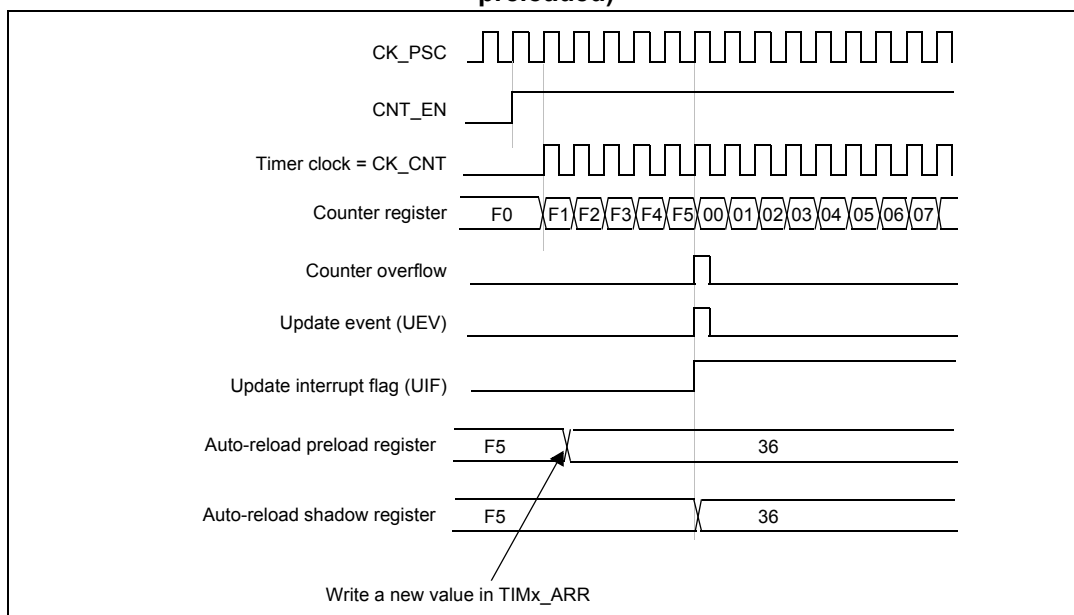 preloaded)
CK_PSC
CNT_EN
Timer clock = CK_CNT
Counter register F0 F1 F2 F3 F4 F5 00 01 02 03 04 05 06 07
Counter overflow
Update event (UEV)
Update interrupt flag (UIF)
Auto-reload preload register F5 36
Auto-reload shadow register F5 36
Write a new value in TIMx_ARR